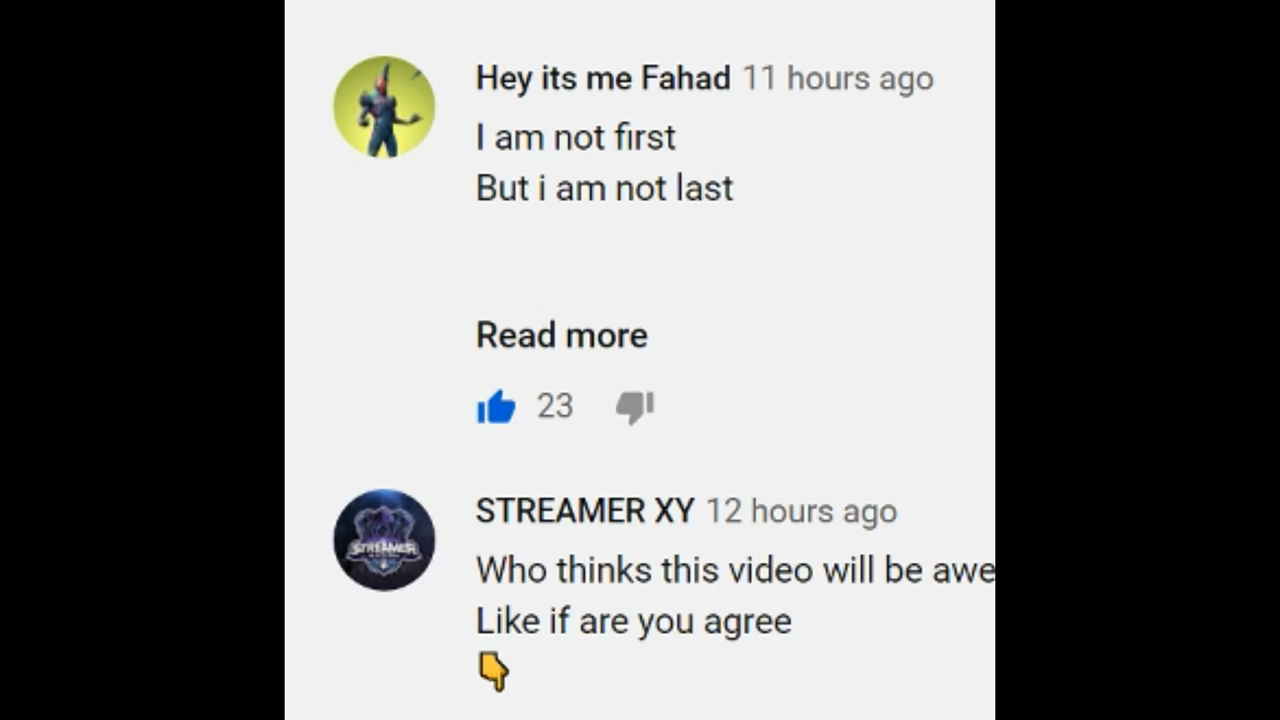 Hey its me Fahad 11 hours ago
I am not first
But i am not last
Read more
23
STREAMER XY 12 hours ago
STREAMER
Who thinks this video will be awe
Like if are you agree
👇